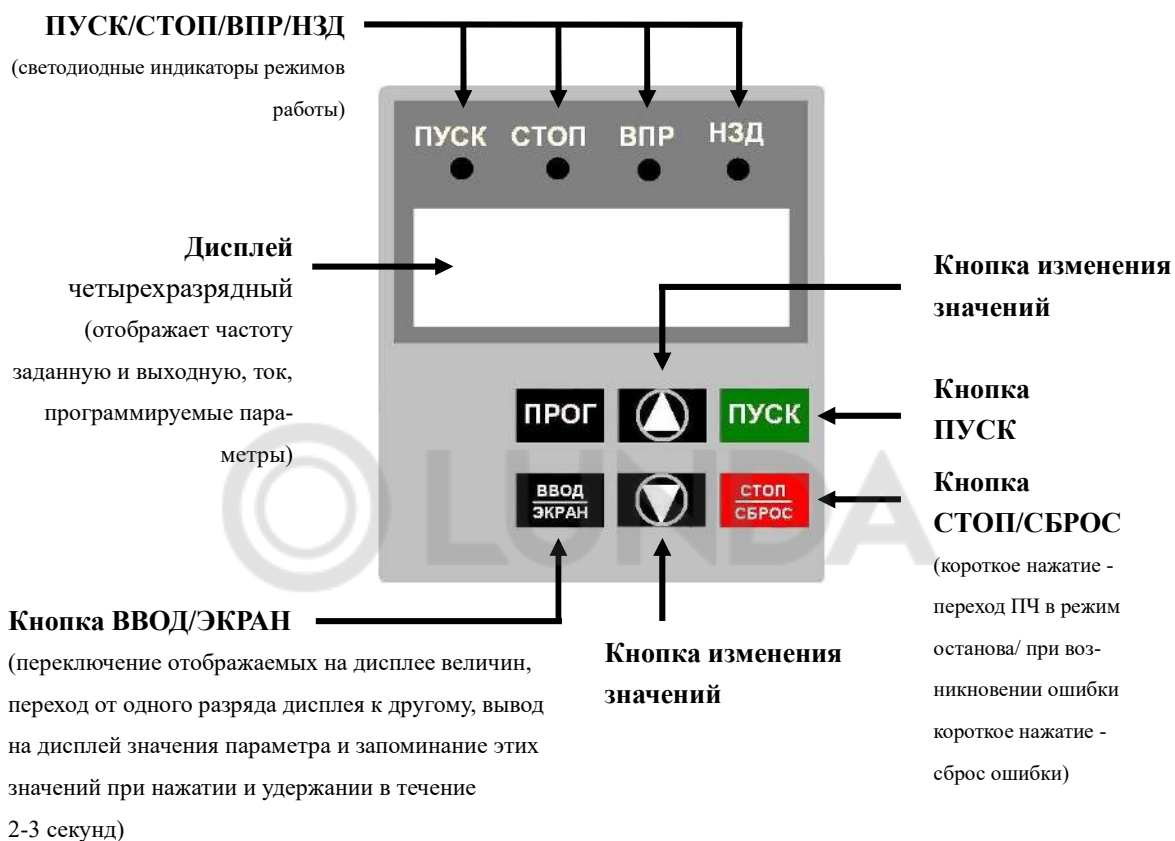 ПУСК/СТОП/ВПР/НЗД
(светодиодные индикаторы режимов
работы)
ПУСК СТОП ВПР НЗД
Дисплей
четырехразрядный
(отображает частоту
заданную и выходную, ток,
программируемые пара-
метры)
Кнопка изменения
значений
ПРОГ
ПУСК
Кнопка
ПУСК
ВВОД
ЭКРАН
СТОП
СБРОС
Кнопка
СТОП/СБРОС
(короткое нажатие -
переход ПЧ в режим
останова/ при воз-
никновении ошибки
короткое нажатие -
сброс ошибки)
LUNDA
Кнопка ВВОД/ЭКРАН
(переключение отображаемых на дисплее величин,
переход от одного разряда дисплея к другому, вывод
на дисплей значения параметра и запоминание этих
значений при нажатии и удержании в течение
2-3 секунд)
Кнопка изменения
значений